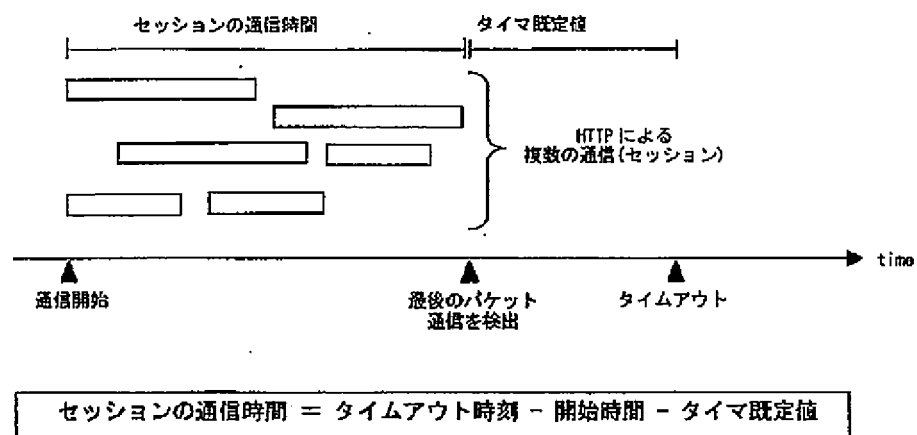 セッションの通信時間
タイマ既定値
HTTPによる
複数の通信(セッション)
time
通信開始
最後のパケット
通信を検出
タイムアウト
セッションの通信時間 = タイムアウト時刻 - 開始時間 - タイマ既定値